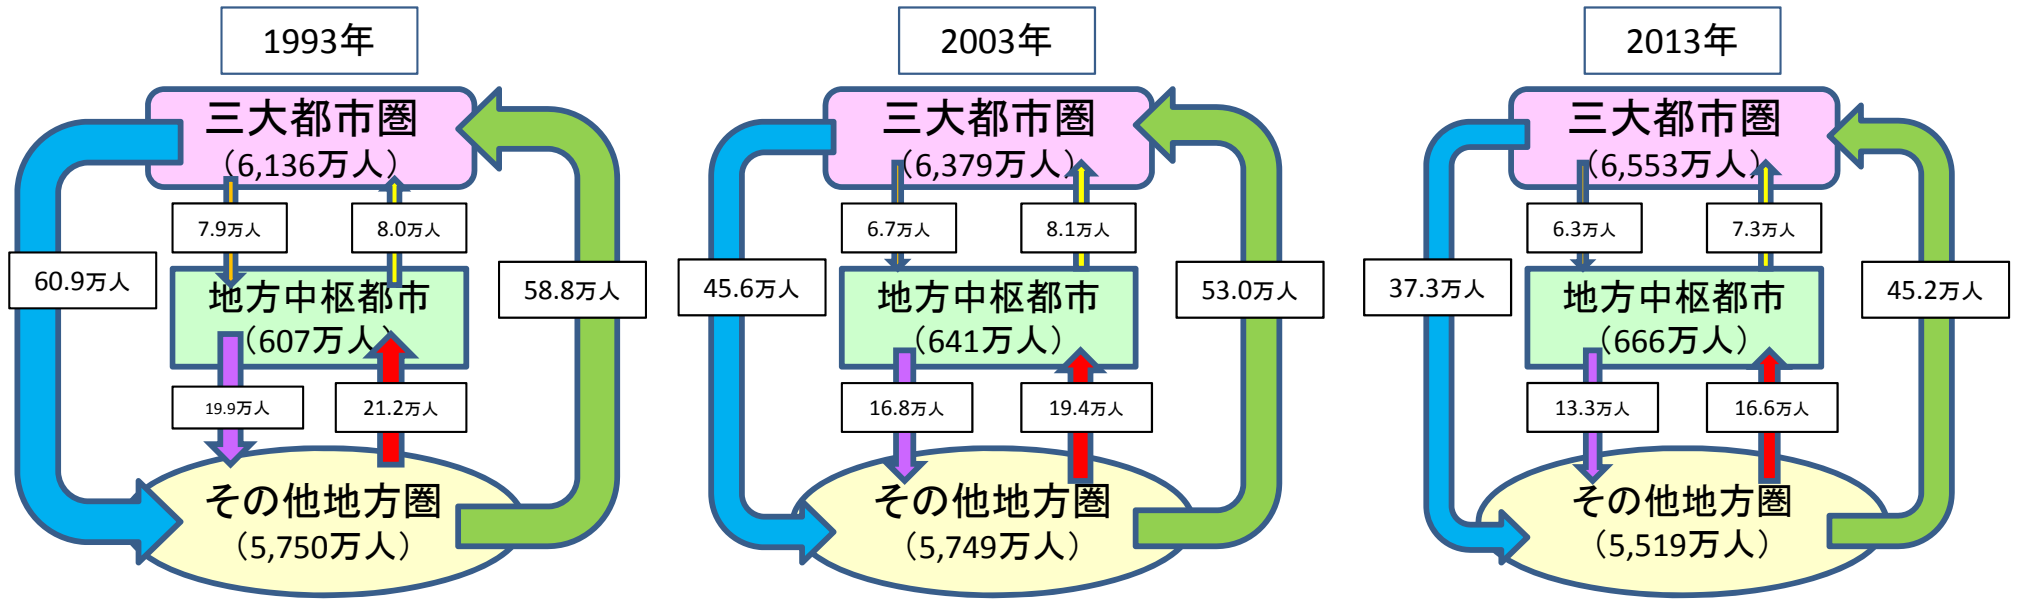 1993年
三大都市圏
（6,136万人）
7.9万人
8.0万人
60.9万人
58.8万人
地方中枢都市
（607万人）
19.9万人
21.2万人
その他地方圏
（5,750万人）
2003年
三大都市圏
（6,379万人）
6.7万人
8.1万人
45.6万人
53.0万人
地方中枢都市
（641万人）
16.8万人
19.4万人
その他地方圏
（5,749万人）
2013年
三大都市圏
（6,553万人）
6.3万人
7.3万人
37.3万人
45.2万人
地方中枢都市
（666万人）
13.3万人
16.6万人
その他地方圏
（5,519万人）